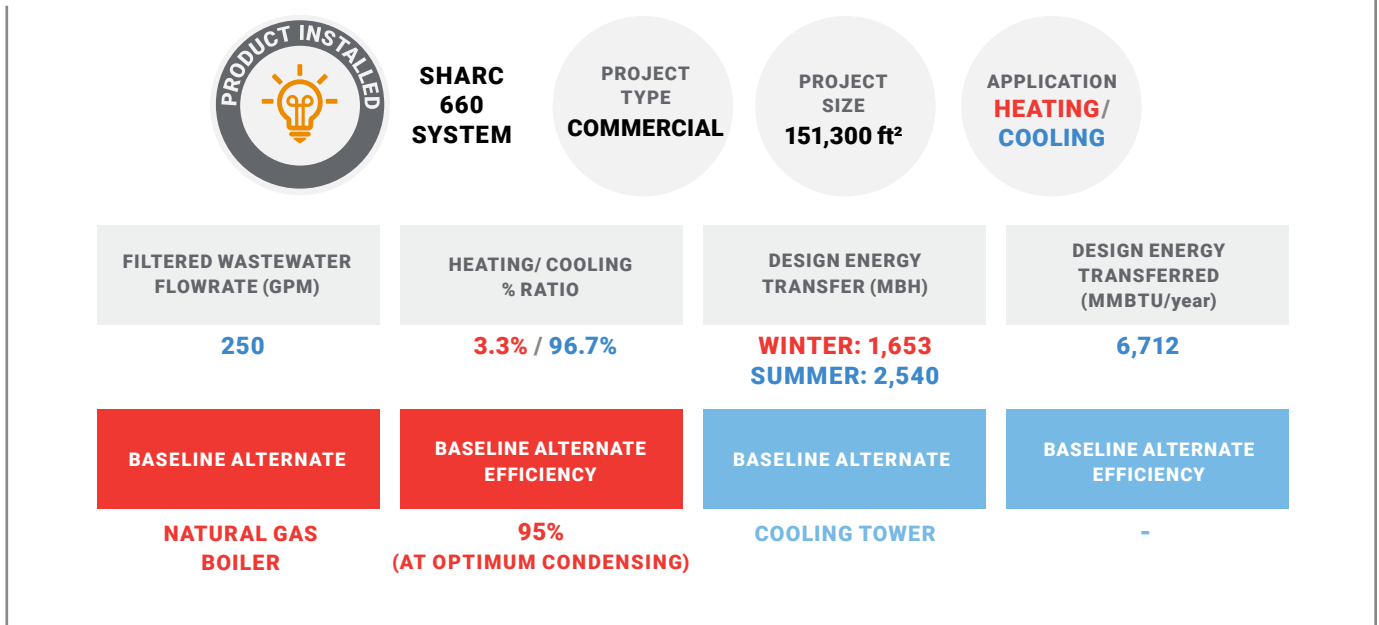 PRODUCT INSTALLED
SHARC
660
SYSTEM
PROJECT
TYPE
COMMERCIAL
PROJECT
SIZE
151,300 ft²
APPLICATION
HEATING/
COOLING
FILTERED WASTEWATER
FLOWRATE (GPM)
250
HEATING/ COOLING
% RATIO
3.3% / 96.7%
DESIGN ENERGY
TRANSFER (MBH)
WINTER: 1,653
SUMMER: 2,540
DESIGN ENERGY
TRANSFERRED
(MMBTU/year)
6,712
BASELINE ALTERNATE
NATURAL GAS
BOILER
BASELINE ALTERNATE
EFFICIENCY
95%
(AT OPTIMUM CONDENSING)
BASELINE ALTERNATE
COOLING TOWER
BASELINE ALTERNATE
EFFICIENCY
-